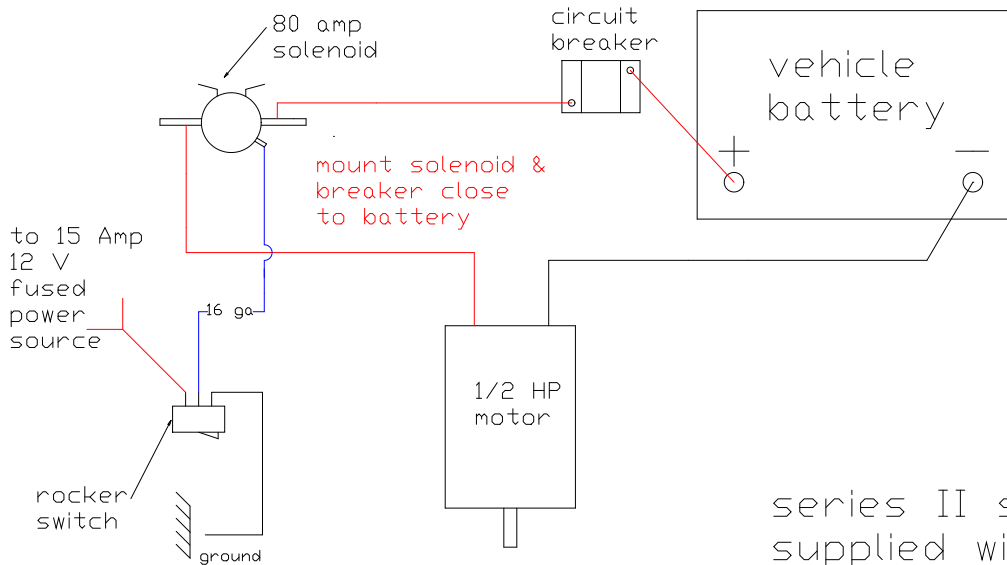 80 amp
solenoid
circuit
breaker
vehicle
battery
+
—
mount solenoid &
breaker close
to battery
to 15 Amp
12 V
fused
power
source
16 ga
1/2 HP
motor
rocker
switch
ground
series II s
supplied wi